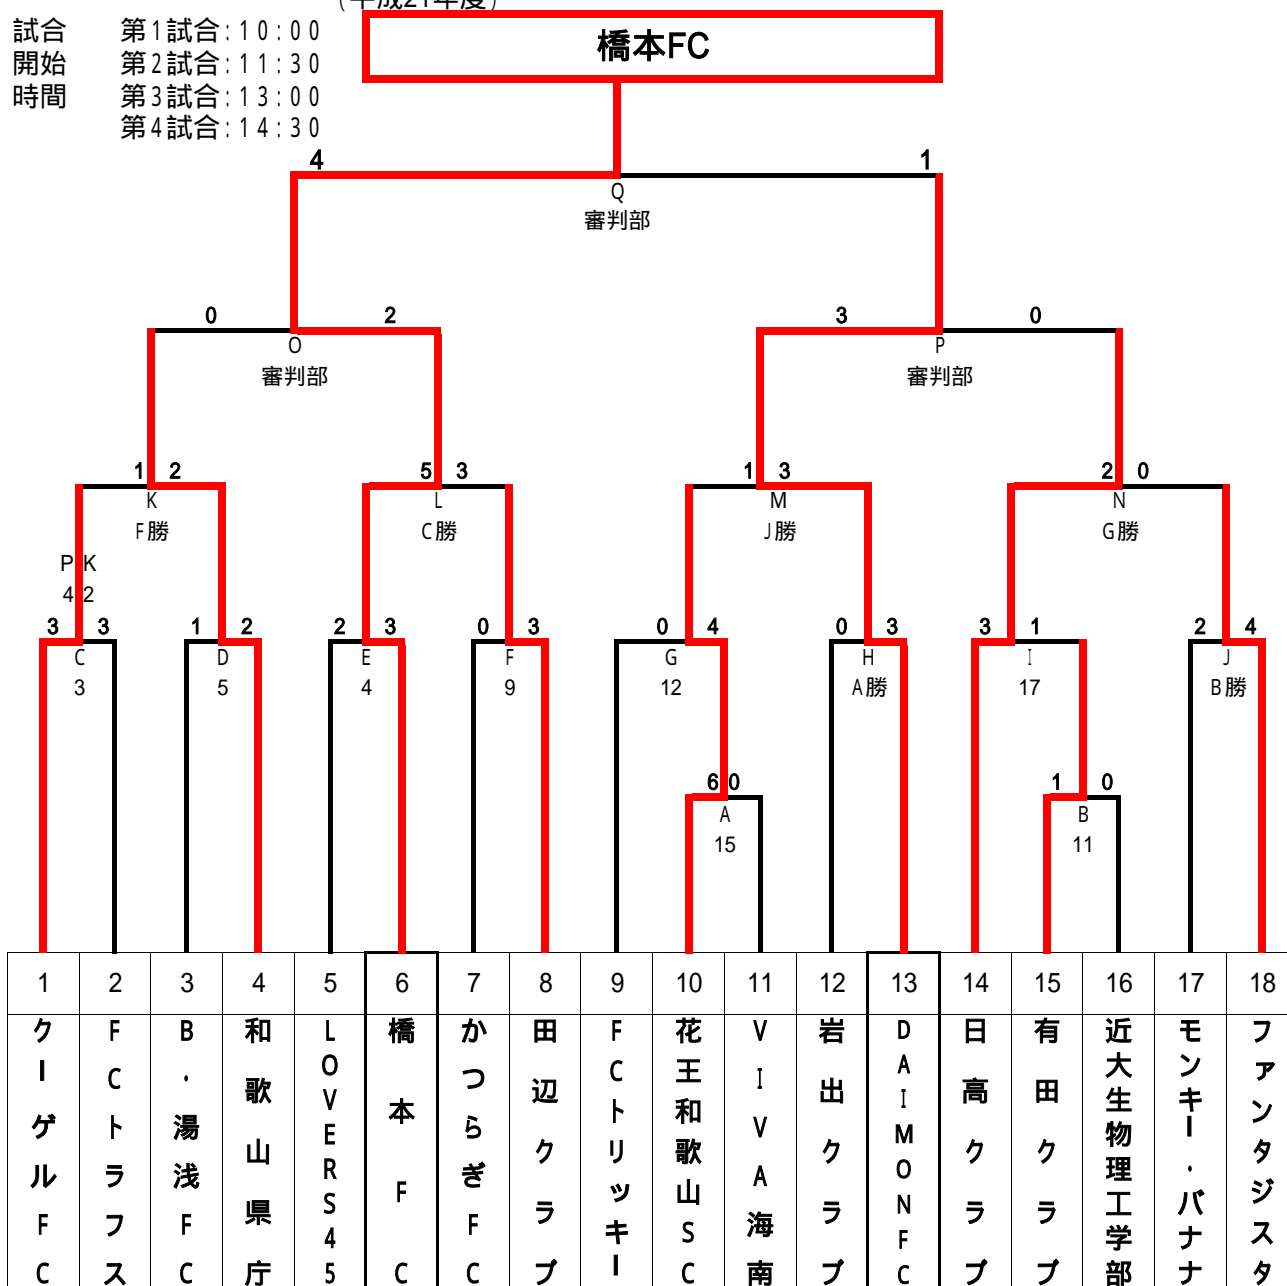 (平成21年度)
試合 第1試合:10:00
開始 第2試合:11:30
時間 第3試合:13:00
第4試合:14:30
橋本FC
4 1
Q
審判部
0 2 3 0
O P
審判部 審判部
1 2 5 3 1 3 2 0
K L M N
F勝 C勝 J勝 G勝
PK
4 2
3 3 1 2 2 3 0 3 0 4 0 3 3 1 2 4
C D E F G H I J
3 5 4 9 12 A勝 17 B勝
6 0 1 0
A B
15 11
1 2 3 4 5 6 7 8 9 10 11 12 13 14 15 16 17 18
クーゲルFC
FCトラフス
B・湯浅FC
和歌山県庁
LOVERS45
橋本FC
かつらぎFC
田辺クラブ
FCトリッキー
花王和歌山SC
VIVA海南
岩出クラブ
DAIMONFC
日高クラブ
有田クラブ
近大生物理工学部
モンキー・バナナ
ファンタジスタ